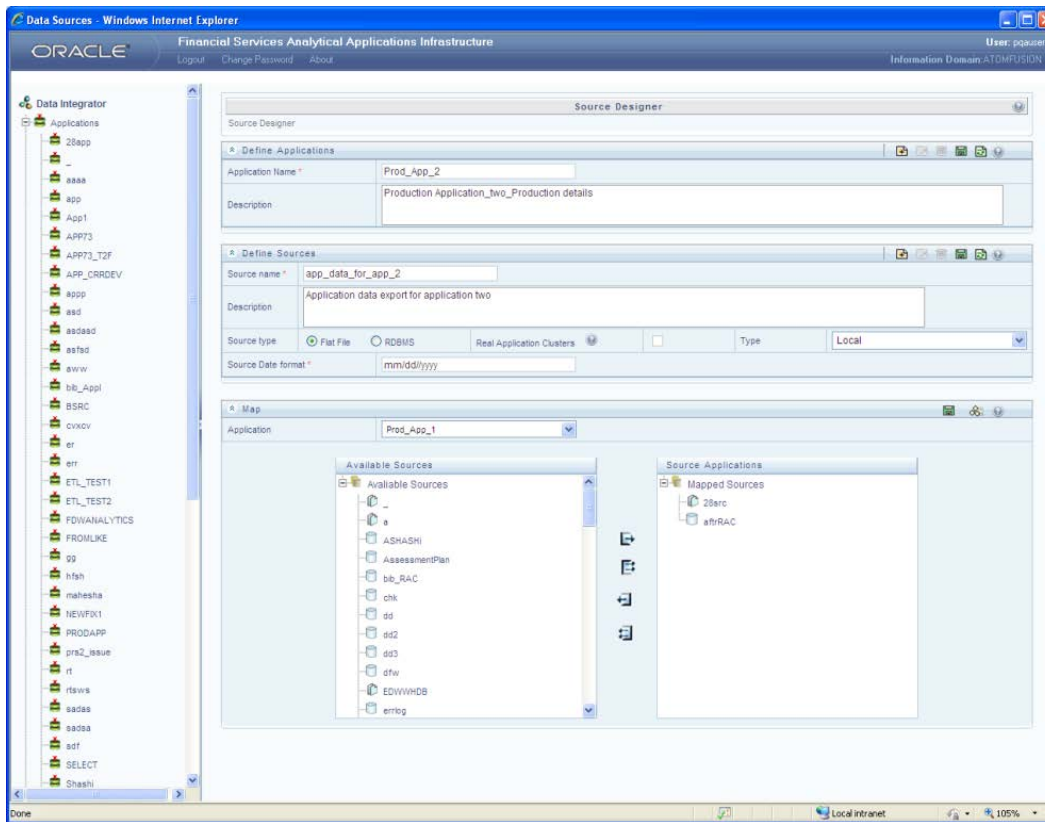 Data Sources - Windows Internet Explorer
ORACLE
Financial Services Analytical Applications Infrastructure
Logout Change Password About
User: pqauser
Information Domain:ATOMFUSION
Data Integrator
Applications
28app
_
aaaa
app
App1
APP73
APP73_T2F
APP_CRRDEV
appp
asd
asdasd
asfsd
aww
bib_Appl
BSRC
cvxcv
er
err
ETL_TEST1
ETL_TEST2
FDWANALYTICS
FROMLIKE
gg
hfsh
mahesha
NEWFIX1
PRODAPP
prs2_issue
rt
rtsws
sadas
sadsa
sdf
SELECT
Shashi
Source Designer
Source Designer
Define Applications
Application Name *
Prod_App_2
Description
Production Application_two_Production details
Define Sources
Source name *
app_data_for_app_2
Description
Application data export for application two
Source type
Flat File
RDBMS
Real Application Clusters
Type
Local
Source Date format *
mm/dd//yyyy
Map
Application
Prod_App_1
Available Sources
Available Sources
_
a
ASHASHI
AssessmentPlan
bib_RAC
chk
dd
dd2
dd3
dfw
EDWWHDB
errlog
Source Applications
Mapped Sources
28src
aftrRAC
Done
Local intranet
105%